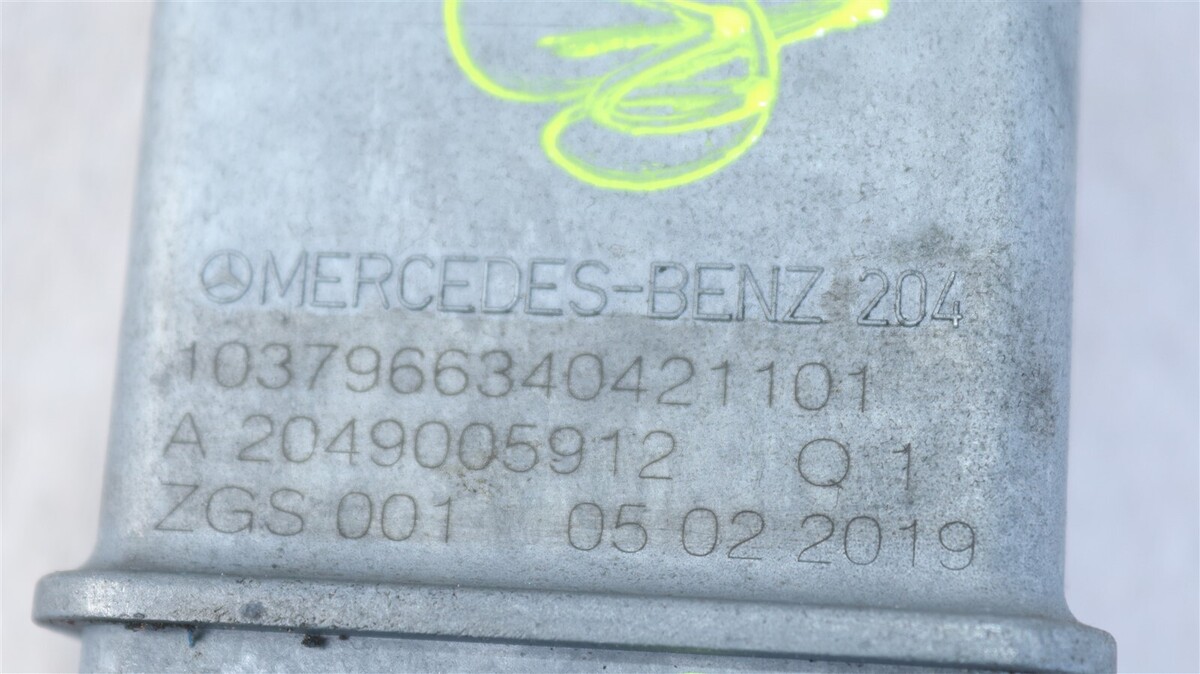 MERCEDES-BENZ 204
1037966340421101
A 2049005912 Q 1
ZGS 001 05 02 2019